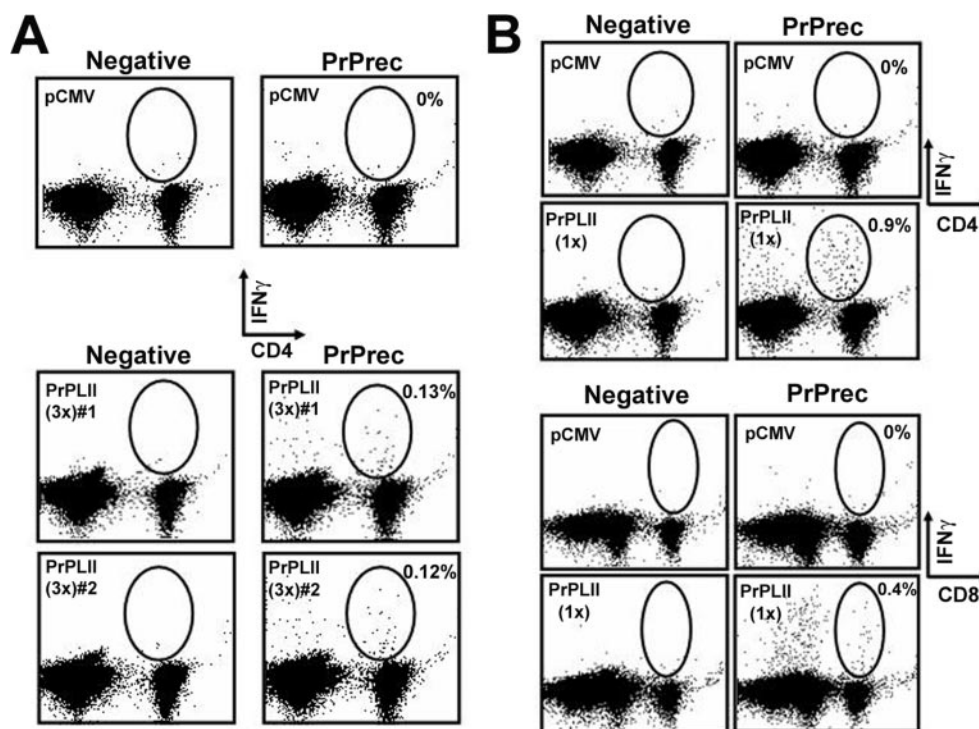 A
Negative PrPrec
pCMV 0%
IFNγ
CD4
Negative PrPrec
PrPLII
(3x)#1
PrPLII
(3x)#1
0.13%
PrPLII
(3x)#2
PrPLII
(3x)#2
0.12%
B
Negative PrPrec
pCMV pCMV 0%
IFNγ
CD4
PrPLII
(1x)
PrPLII
(1x)
0.9%
Negative PrPrec
pCMV pCMV 0%
IFNγ
CD8
PrPLII
(1x)
PrPLII
(1x)
0.4%